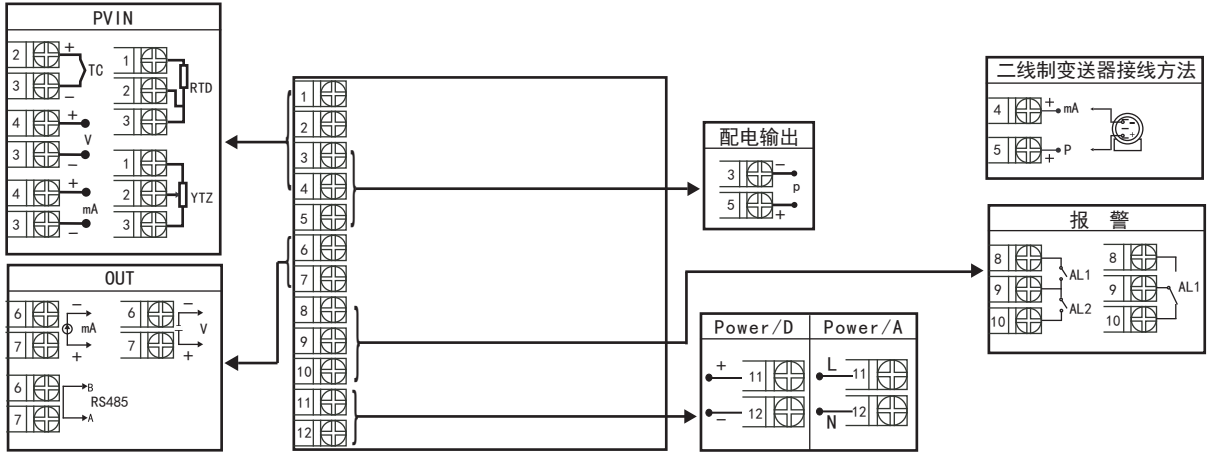 PVIN
2 + TC
3 −
1 RTD
2
3
4 + V
3 −
1 YTZ
2
3
4 + mA
3 −
OUT
6 − mA
7 +
6 − V
7 +
6 B RS485
7 A
1
2
3
4
5
6
7
8
9
10
11
12
配电输出
3 − p
5 +
Power/D
+ 11
− 12
Power/A
L 11
N 12
二线制变送器接线方法
4 + mA
5 + P
− +
报 警
8 AL1
9
10 AL2
8
9 AL1
10